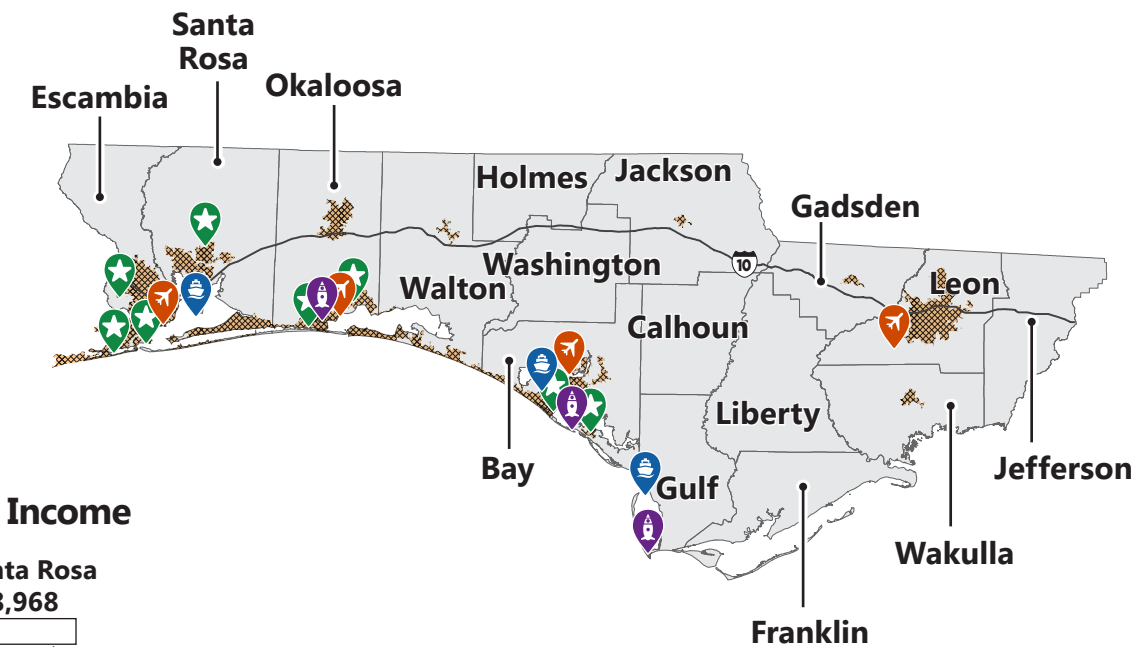 Santa
Rosa
Okaloosa
Escambia
Holmes
Jackson
Gadsden
10
Washington
Leon
Walton
Calhoun
Liberty
Bay
Jefferson
Gulf
Income
Wakulla
Rosa
Franklin